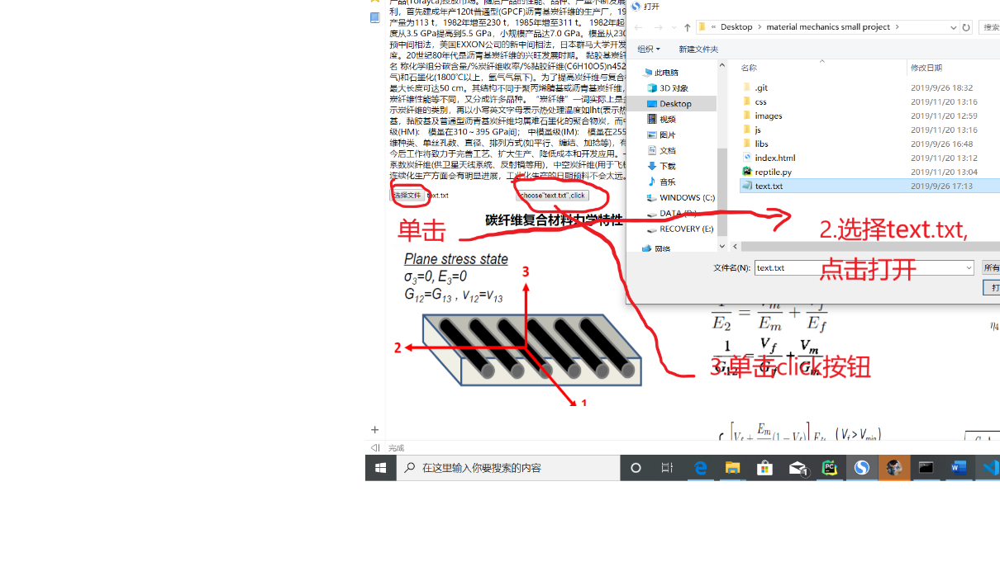 产品(Torayca)投放市场。随后产品的性能、品种、产量不断发展
利，首先建成年产120t普通型(GPCF)沥青基炭纤维的生产厂，19
产量为113 t，1982年增至230 t，1985年增至311 t。 1982年起
度从3.5 GPa提高到5.5 GPa，小规模产品达7.0 GPa。模量从230
预中间相法，美国EXXON公司的新中间相法，日本群马大学开发
度。20世纪80年代是沥青基炭纤维的兴旺发展时期。 黏胶基炭纤
名 称化学组分碳含量/%炭纤维收率/%黏胶纤维(C6H10O5)n452
气)和石墨化(1800℃以上，氩气气氛下)。为了提高炭纤维与复合
最大长度可达50 cm。其结构不同于聚丙烯腈基或沥青基炭纤维，
炭纤维性能等不同，又分成许多品种。 “炭纤维”一词实际上是
示炭纤维的类别，再以小写英文字母表示热处理温度如lht(表示热
基，黏胶基及普通型沥青基炭纤维均属难石墨化的聚合物炭，而中
级(HM)： 模量在310～395 GPa间； 中模量级(IM)： 模量在255
维种类、单丝孔数、直径、排列方式(如平行、缠结、加捻等)，有
今后工作将致力于完善工艺、扩大生产、降低成本和开发应用。
系数炭纤维(供卫星天线系统、反射镜等用)，中空炭纤维(用于飞机
连续化生产方面会有明显进展，工业化生产的日期预料不会太远。
选择文件 text.txt choose"text.txt",click
碳纤维复合材料力学特性
单击
Plane stress state
σ3=0, E3=0
G12=G13 , ν12=ν13
3
2
1
打开
« Desktop › material mechanics small project › 搜索
组织 新建文件夹
此电脑
3D 对象
Desktop
视频
图片
文档
下载
音乐
WINDOWS (C:)
DATA (D:)
RECOVERY (E:)
网络
名称 修改日期
.git 2019/9/26 18:32
css 2019/11/20 13:16
images 2019/11/20 12:59
js 2019/11/20 13:16
libs 2019/9/26 16:48
index.html 2019/11/20 13:12
reptile.py 2019/11/20 13:04
text.txt 2019/9/26 17:13
2.选择text.txt,
点击打开
文件名(N): text.txt 所有
打
1/E2 = Vm/Em + Vf/Ef
η4
1/G12 = Vf/Gf + Vm/Gm
3.单击click按钮
完成
在这里输入你要搜索的内容